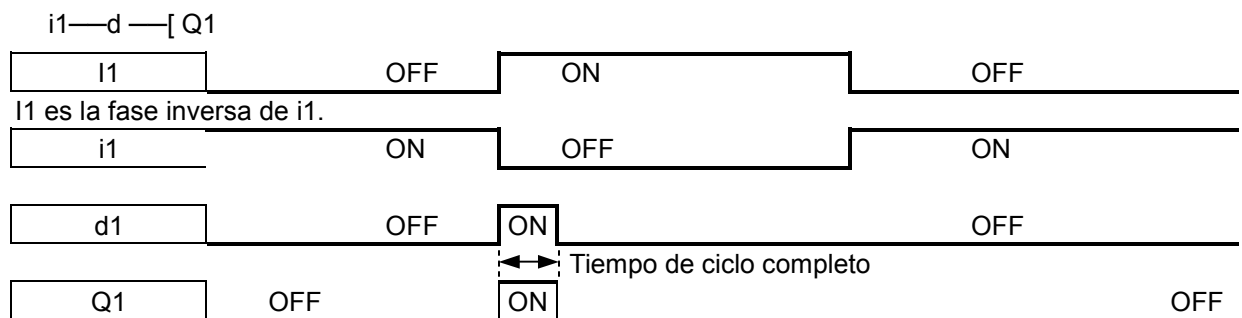 i1──d ──[ Q1
I1 OFF ON OFF
I1 es la fase inversa de i1.
i1 ON OFF ON
d1 OFF ON OFF
Tiempo de ciclo completo
Q1 OFF ON OFF